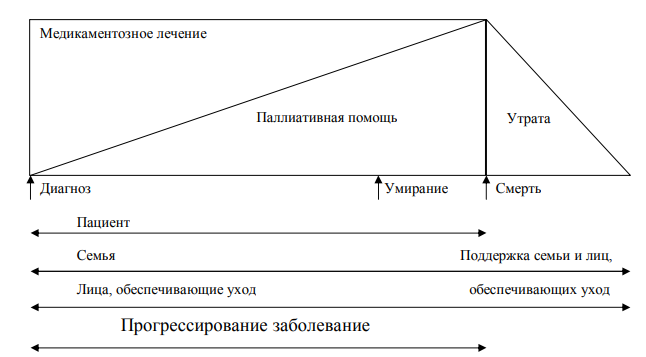 Медикаментозное лечение
Паллиативная помощь
Утрата
Диагноз
Умирание
Смерть
Пациент
Семья
Поддержка семьи и лиц,
Лица, обеспечивающие уход
обеспечивающих уход
Прогрессирование заболевание